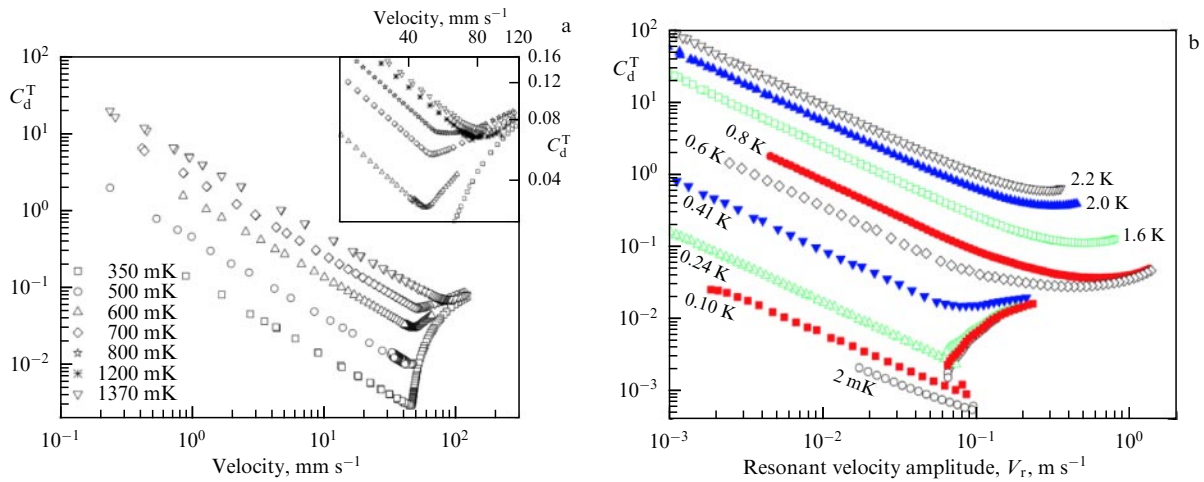 Velocity, mm s⁻¹
40 80 120
a
10²
10¹
10⁰
10⁻¹
10⁻²
C_d^T
0.16
0.12
0.08
C_d^T
0.04
350 mK
500 mK
600 mK
700 mK
800 mK
1200 mK
1370 mK
10⁻¹ 10⁰ 10¹ 10²
Velocity, mm s⁻¹
b
10²
C_d^T
10¹
10⁰
10⁻¹
10⁻²
10⁻³
0.8 K
0.6 K
0.41 K
0.24 K
0.10 K
2 mK
2.2 K
2.0 K
1.6 K
10⁻³ 10⁻² 10⁻¹ 10⁰
Resonant velocity amplitude, V_r, m s⁻¹